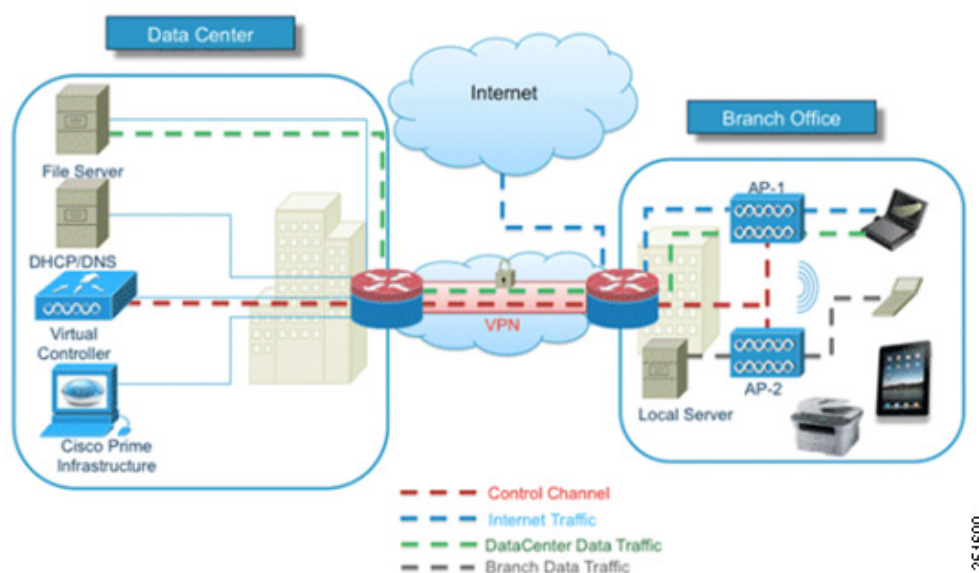 Data Center
Internet
Branch Office
File Server
DHCP/DNS
Virtual
Controller
Cisco Prime
Infrastructure
VPN
AP-1
AP-2
Local Server
Control Channel
Internet Traffic
DataCenter Data Traffic
Branch Data Traffic